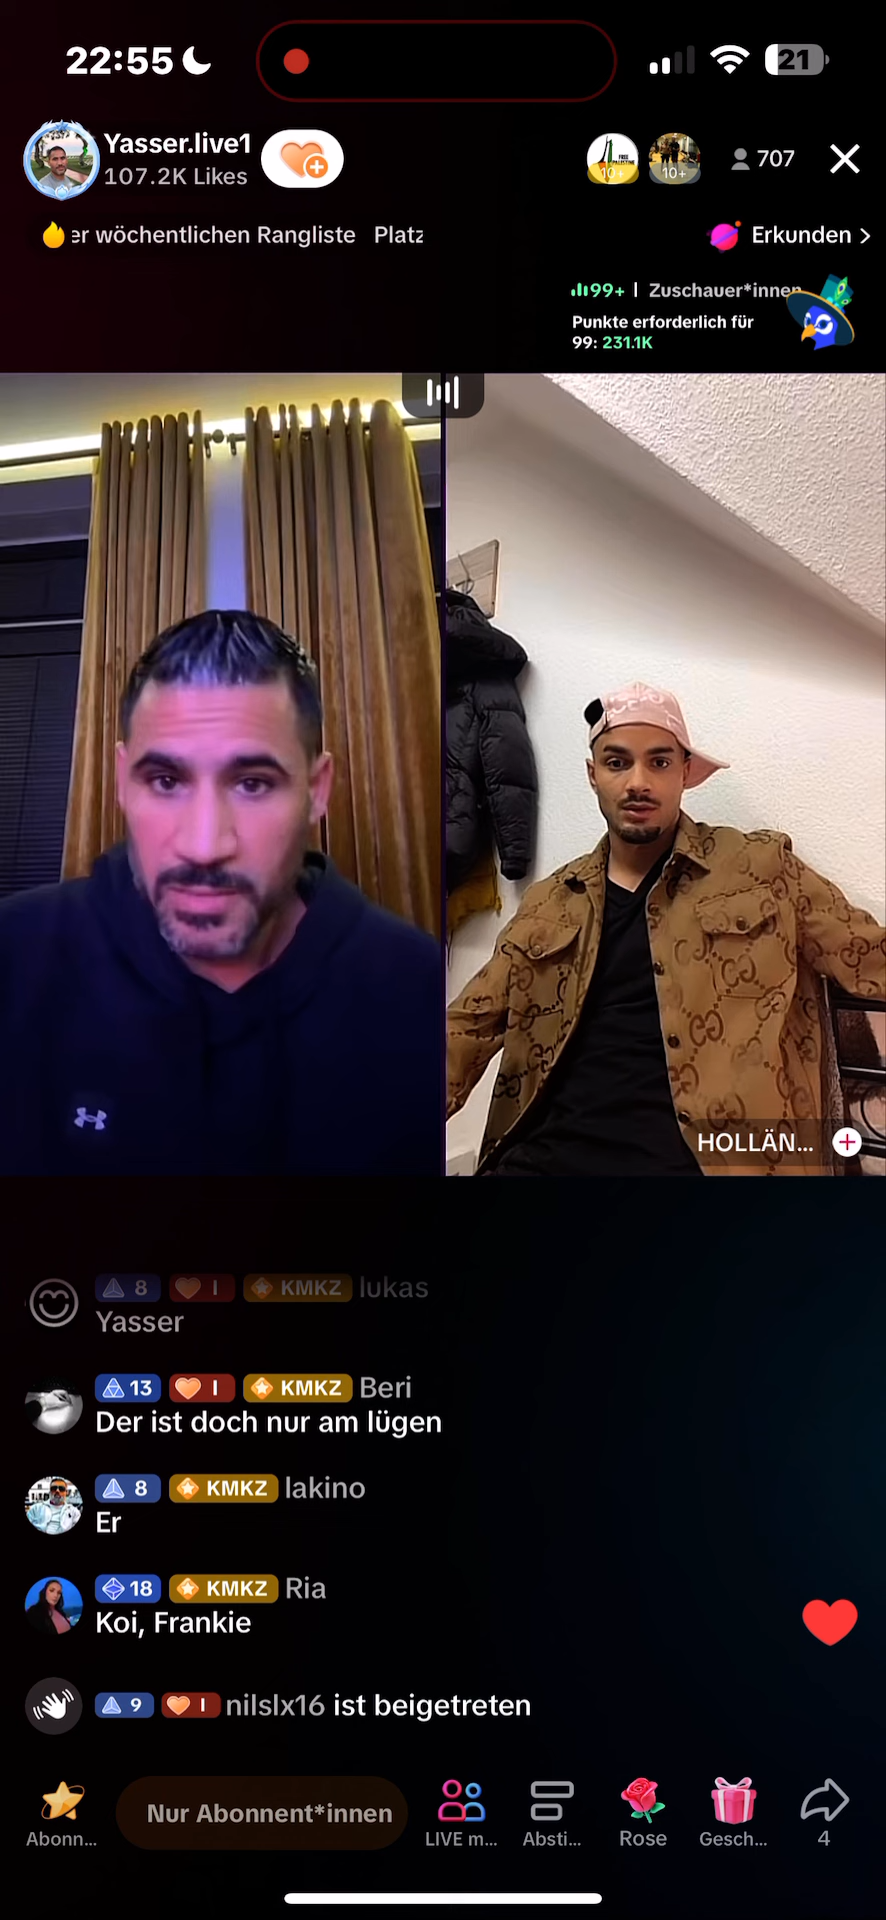 22:55
21
Yasser.live1
107.2K Likes
FREE
PALESTINE
10+
10+
707
er wöchentlichen Rangliste Platz
Erkunden
99+ | Zuschauer*innen
Punkte erforderlich für
99: 231.1K
HOLLÄN...
8 I KMKZ lukas
Yasser
13 I KMKZ Beri
Der ist doch nur am lügen
8 KMKZ lakino
Er
18 KMKZ Ria
Koi, Frankie
9 I nilslx16 ist beigetreten
Nur Abonnent*innen
Abonn...
LIVE m...
Absti...
Rose
Gesch...
4